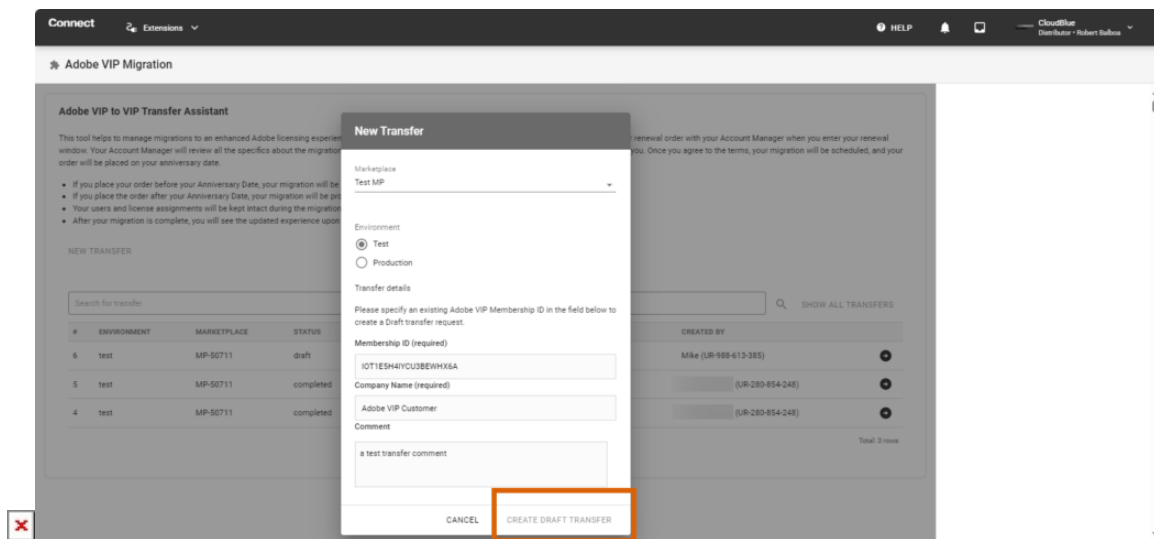 Connect
Extensions
HELP
CloudBlue
Distributor • Robert Balboa
Adobe VIP Migration
Adobe VIP to VIP Transfer Assistant
This tool helps to manage migrations to an enhanced Adobe licensing experien
renewal order with your Account Manager when you enter your renewal
window. Your Account Manager will review all the specifics about the migration
you. Once you agree to the terms, your migration will be scheduled, and your
order will be placed on your anniversary date.
• If you place your order before your Anniversary Date, your migration will be
• If you place the order after your Anniversary Date, your migration will be pro
• Your users and license assignments will be kept intact during the migration
• After your migration is complete, you will see the updated experience upon
NEW TRANSFER
Search for transfer
SHOW ALL TRANSFERS
# ENVIRONMENT MARKETPLACE STATUS CREATED BY
6 test MP-50711 draft Mike (UR-988-613-385)
5 test MP-50711 completed (UR-280-854-248)
4 test MP-50711 completed (UR-280-854-248)
Total: 3 rows
New Transfer
Marketplace
Test MP
Environment
Test
Production
Transfer details
Please specify an existing Adobe VIP Membership ID in the field below to
create a Draft transfer request.
Membership ID (required)
IOT1E5H4IYCU3BEWHX6A
Company Name (required)
Adobe VIP Customer
Comment
a test transfer comment
CANCEL
CREATE DRAFT TRANSFER